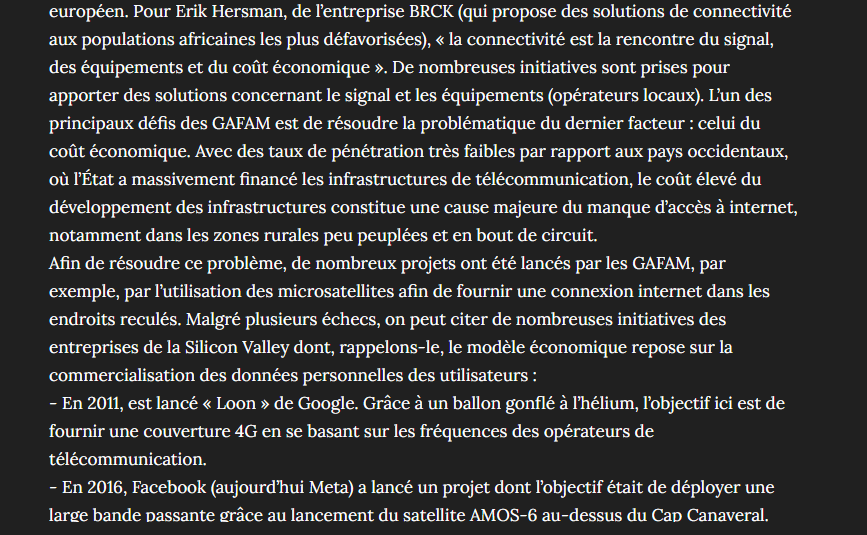 européen. Pour Erik Hersman, de l’entreprise BRCK (qui propose des solutions de connectivité
aux populations africaines les plus défavorisées), « la connectivité est la rencontre du signal,
des équipements et du coût économique ». De nombreuses initiatives sont prises pour
apporter des solutions concernant le signal et les équipements (opérateurs locaux). L’un des
principaux défis des GAFAM est de résoudre la problématique du dernier facteur : celui du
coût économique. Avec des taux de pénétration très faibles par rapport aux pays occidentaux,
où l’État a massivement financé les infrastructures de télécommunication, le coût élevé du
développement des infrastructures constitue une cause majeure du manque d’accès à internet,
notamment dans les zones rurales peu peuplées et en bout de circuit.
Afin de résoudre ce problème, de nombreux projets ont été lancés par les GAFAM, par
exemple, par l’utilisation des microsatellites afin de fournir une connexion internet dans les
endroits reculés. Malgré plusieurs échecs, on peut citer de nombreuses initiatives des
entreprises de la Silicon Valley dont, rappelons-le, le modèle économique repose sur la
commercialisation des données personnelles des utilisateurs :
- En 2011, est lancé « Loon » de Google. Grâce à un ballon gonflé à l’hélium, l’objectif ici est de
fournir une couverture 4G en se basant sur les fréquences des opérateurs de
télécommunication.
- En 2016, Facebook (aujourd’hui Meta) a lancé un projet dont l’objectif était de déployer une
large bande passante grâce au lancement du satellite AMOS-6 au-dessus du Cap Canaveral.